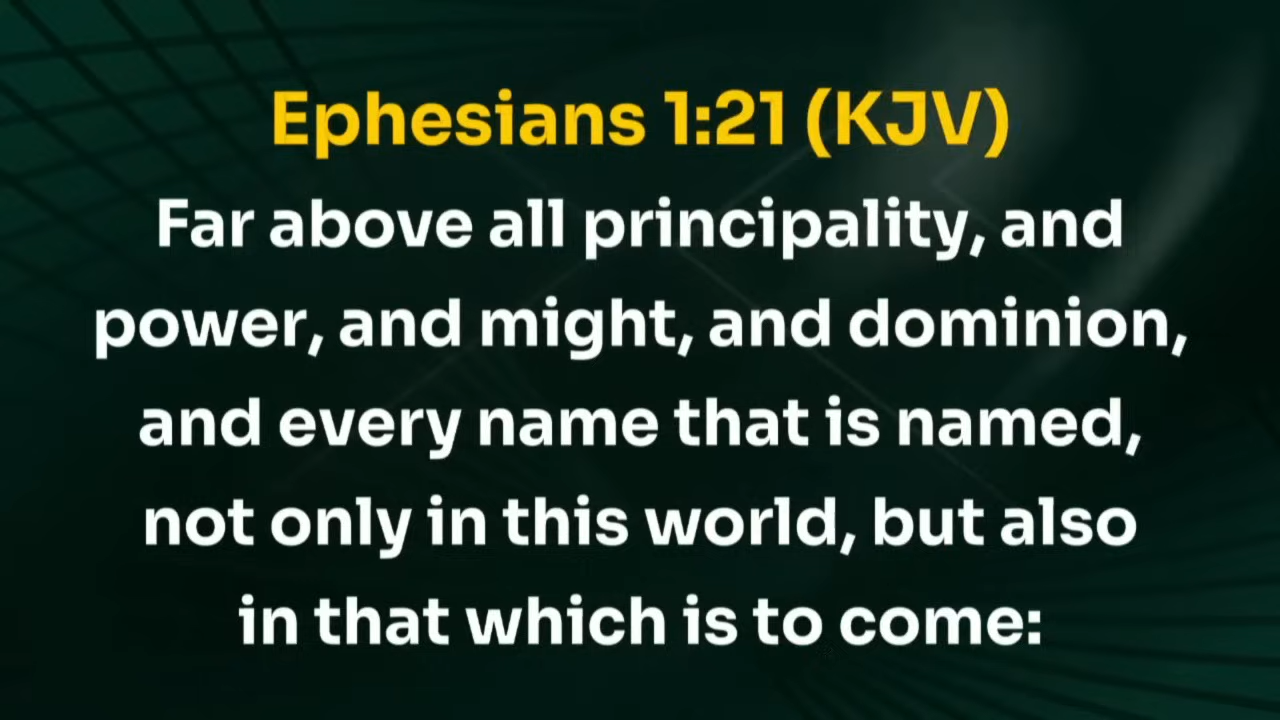 Ephesians 1:21 (KJV)
Far above all principality, and
power, and might, and dominion,
and every name that is named,
not only in this world, but also
in that which is to come: